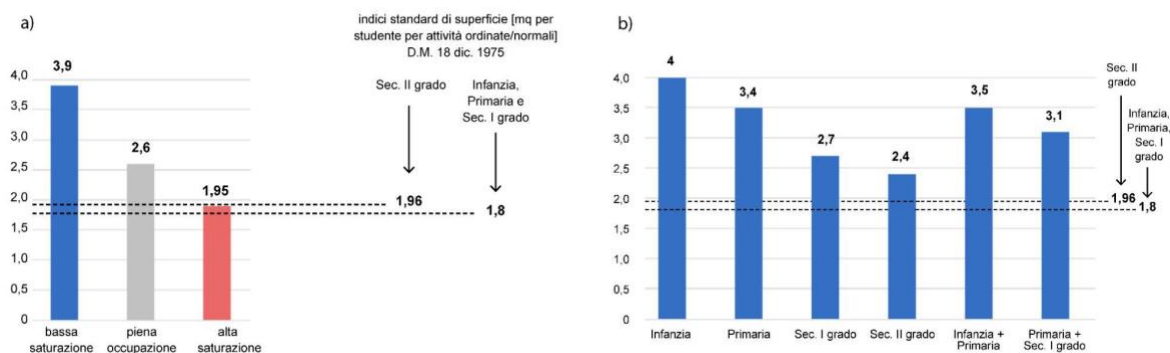 a)
indici standard di superficie [mq per
studente per attività ordinate/normali]
D.M. 18 dic. 1975
Sec. II grado
Infanzia,
Primaria e
Sec. I grado
3,9
2,6
1,95
1,96
1,8
4,0
3,5
3,0
2,5
2,0
1,5
1,0
0,5
0
bassa
saturazione
piena
occupazione
alta
saturazione
b)
Sec. II
grado
Infanzia,
Primaria,
Sec. I
grado
4
3,4
2,7
2,4
3,5
3,1
1,96
1,8
4,0
3,5
3,0
2,5
2,0
1,5
1,0
0,5
0
Infanzia
Primaria
Sec. I grado
Sec. II grado
Infanzia +
Primaria
Primaria +
Sec. I grado